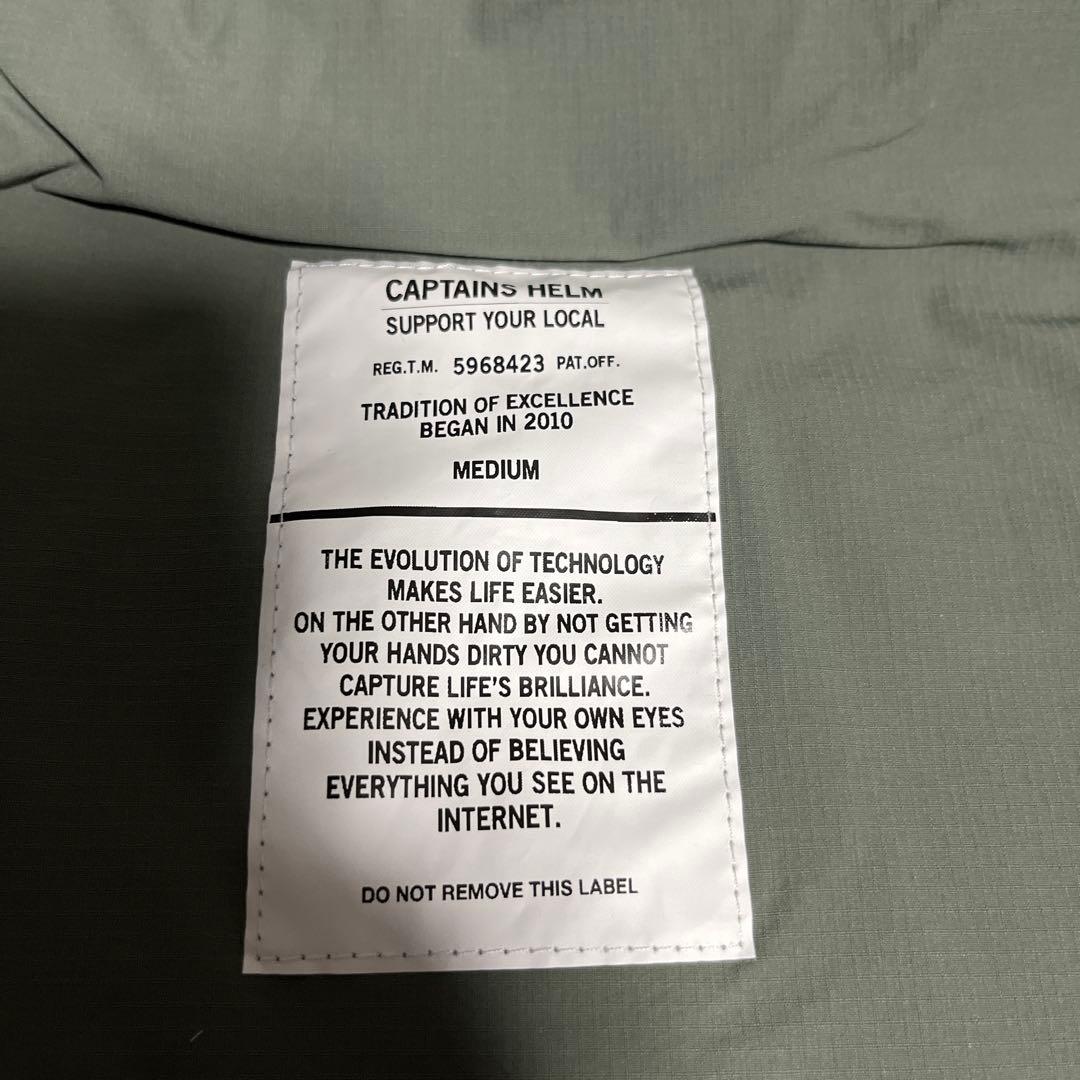 CAPTAINS HELM
SUPPORT YOUR LOCAL
REG.T.M. 5968423 PAT.OFF.
TRADITION OF EXCELLENCE
BEGAN IN 2010
MEDIUM
THE EVOLUTION OF TECHNOLOGY
MAKES LIFE EASIER.
ON THE OTHER HAND BY NOT GETTING
YOUR HANDS DIRTY YOU CANNOT
CAPTURE LIFE'S BRILLIANCE.
EXPERIENCE WITH YOUR OWN EYES
INSTEAD OF BELIEVING
EVERYTHING YOU SEE ON THE
INTERNET.
DO NOT REMOVE THIS LABEL